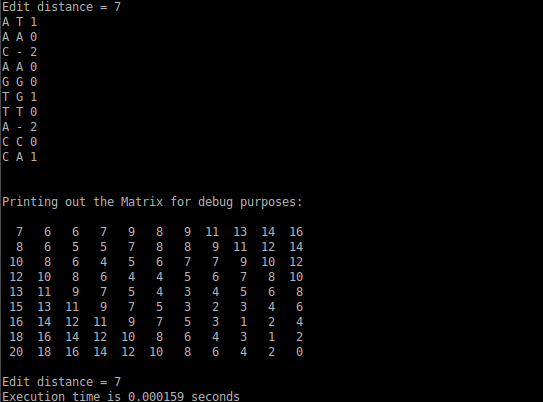 Edit distance = 7
A T 1
A A 0
C - 2
A A 0
G G 0
T G 1
T T 0
A - 2
C C 0
C A 1
Printing out the Matrix for debug purposes:
7 6 6 7 9 8 9 11 13 14 16
8 6 5 5 7 8 8 9 11 12 14
10 8 6 4 5 6 7 7 9 10 12
12 10 8 6 4 4 5 6 7 8 10
13 11 9 7 5 4 3 4 5 6 8
15 13 11 9 7 5 3 2 3 4 6
16 14 12 11 9 7 5 3 1 2 4
18 16 14 12 10 8 6 4 3 1 2
20 18 16 14 12 10 8 6 4 2 0
Edit distance = 7
Execution time is 0.000159 seconds